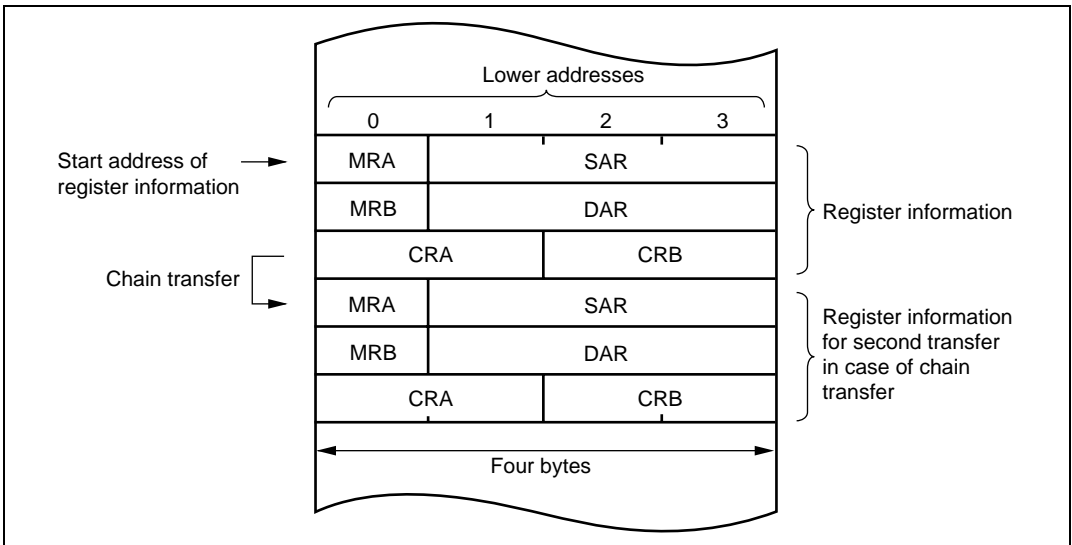 Lower addresses
0 1 2 3
Start address of
register information
MRA SAR
MRB DAR
Register information
CRA CRB
Chain transfer
MRA SAR
MRB DAR
CRA CRB
Register information
for second transfer
in case of chain
transfer
Four bytes